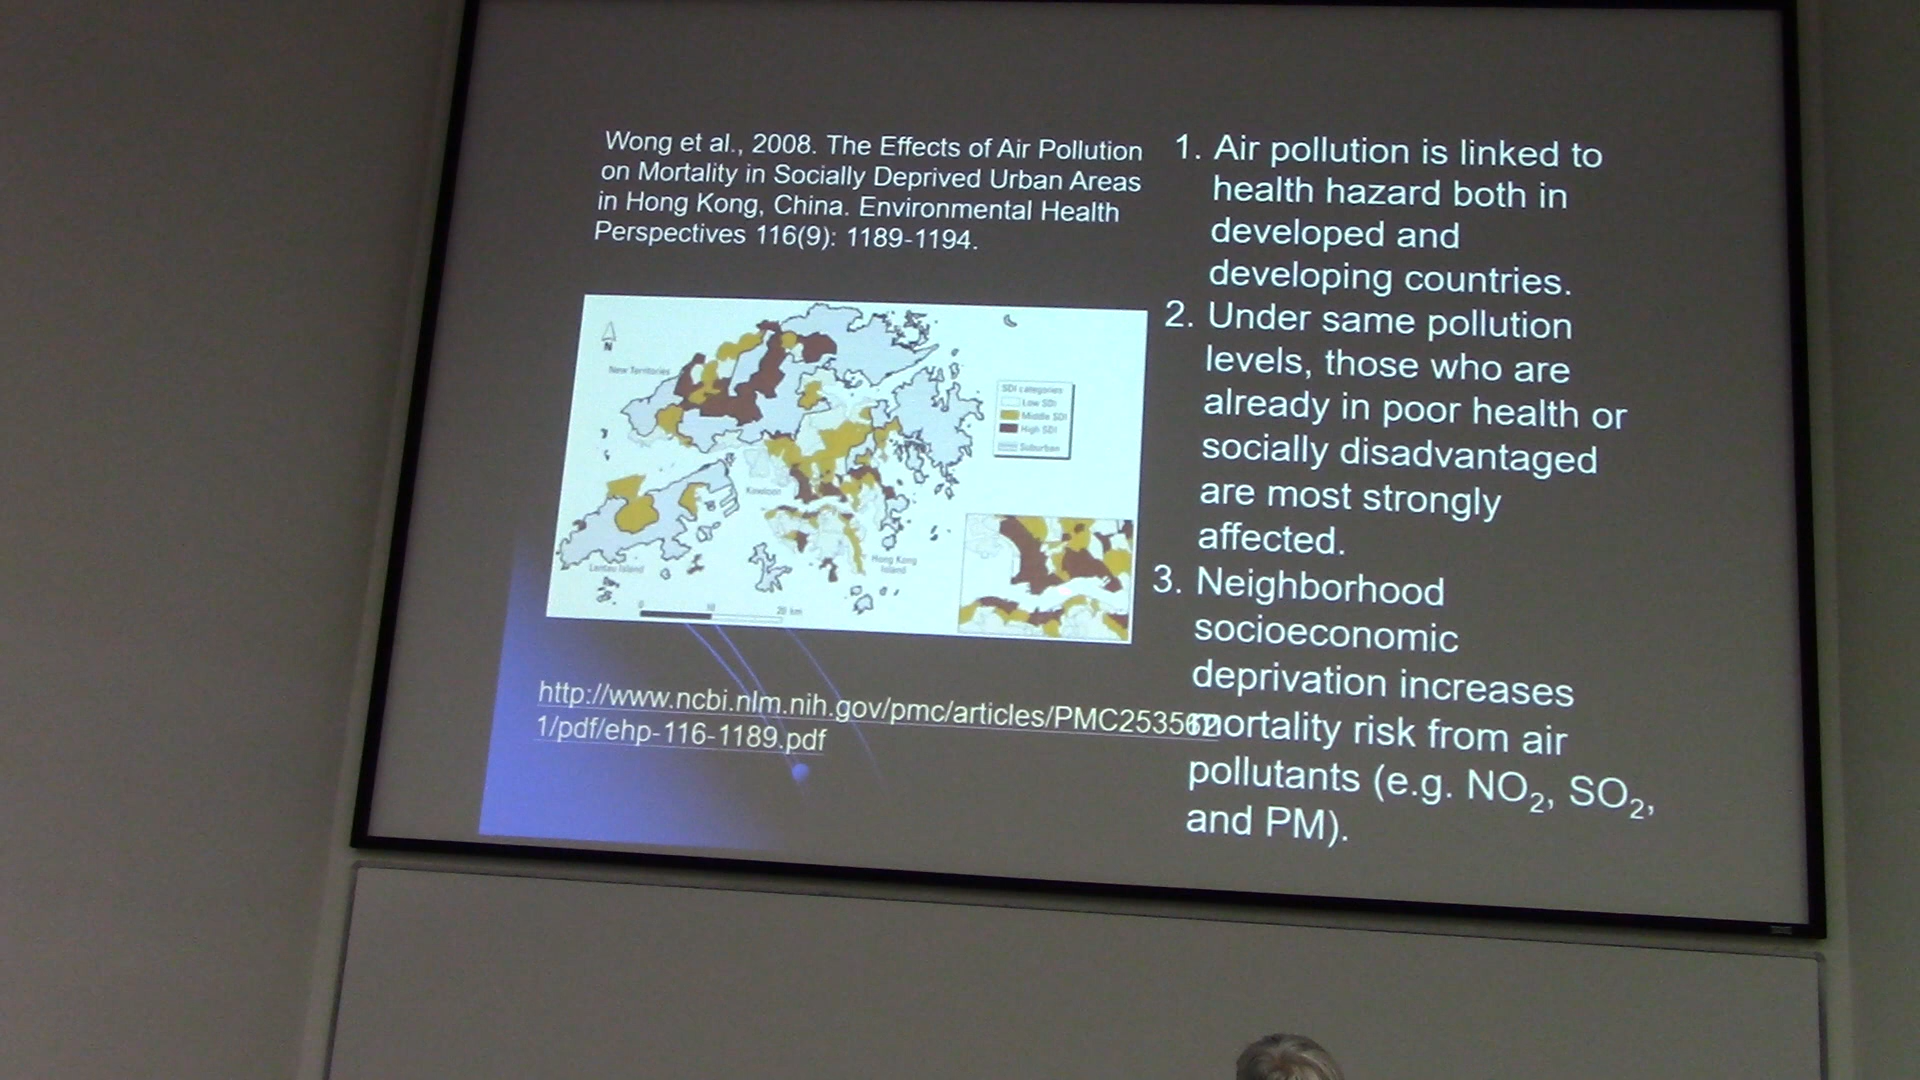 Wong et al., 2008. The Effects of Air Pollution
on Mortality in Socially Deprived Urban Areas
in Hong Kong, China. Environmental Health
Perspectives 116(9): 1189-1194.
N
New Territories
SDI categories
Low SDI
Middle SDI
High SDI
Suburban
Kowloon
Hong Kong
Island
Lantau Island
0 10 20 km
http://www.ncbi.nlm.nih.gov/pmc/articles/PMC253562
1/pdf/ehp-116-1189.pdf
1. Air pollution is linked to
health hazard both in
developed and
developing countries.
2. Under same pollution
levels, those who are
already in poor health or
socially disadvantaged
are most strongly
affected.
3. Neighborhood
socioeconomic
deprivation increases
mortality risk from air
pollutants (e.g. NO₂, SO₂,
and PM).